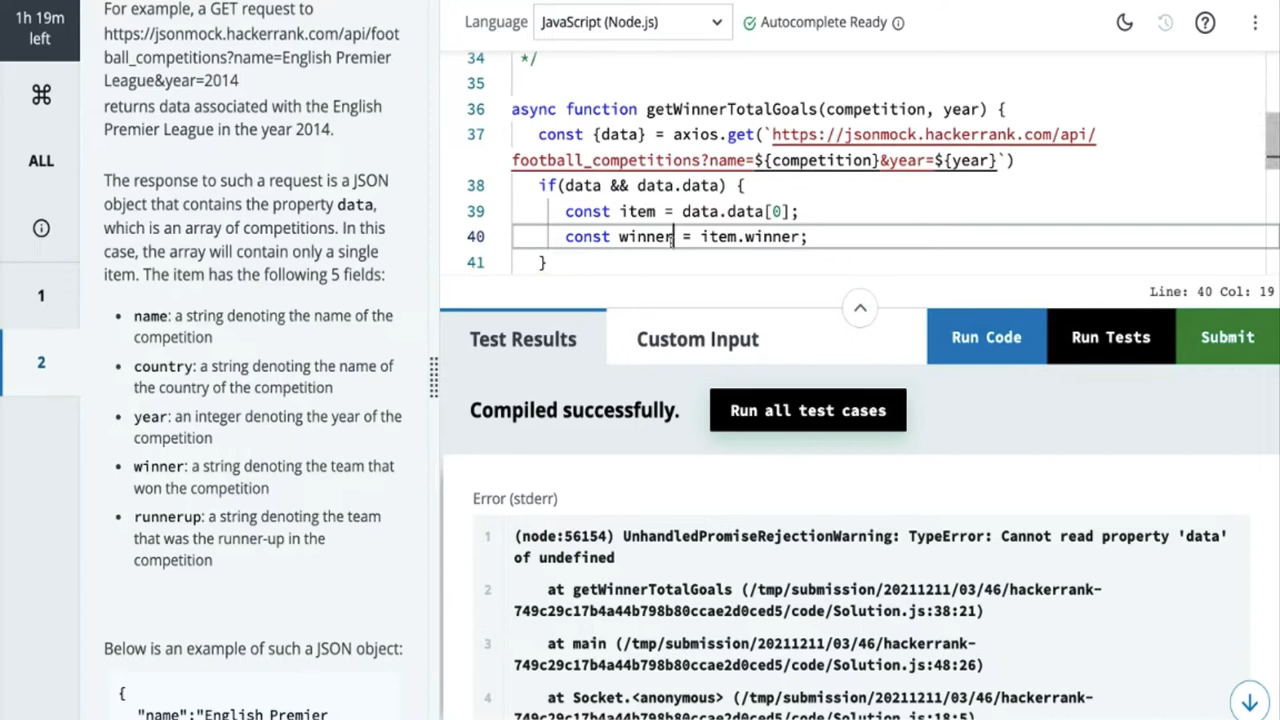 1h 19m
left
ALL
1
2
For example, a GET request to
https://jsonmock.hackerrank.com/api/foot
ball_competitions?name=English Premier
League&year=2014
returns data associated with the English
Premier League in the year 2014.
The response to such a request is a JSON
object that contains the property data,
which is an array of competitions. In this
case, the array will contain only a single
item. The item has the following 5 fields:
• name: a string denoting the name of the
competition
• country: a string denoting the name of
the country of the competition
• year: an integer denoting the year of the
competition
• winner: a string denoting the team that
won the competition
• runnerup: a string denoting the team
that was the runner-up in the
competition
Below is an example of such a JSON object:
{
"name":"English Premier
Language JavaScript (Node.js) Autocomplete Ready
34 */
35
36 async function getWinnerTotalGoals(competition, year) {
37 const {data} = axios.get(`https://jsonmock.hackerrank.com/api/
football_competitions?name=${competition}&year=${year}`)
38 if(data && data.data) {
39 const item = data.data[0];
40 const winner = item.winner;
41 }
Line: 40 Col: 19
Test Results Custom Input Run Code Run Tests Submit
Compiled successfully. Run all test cases
Error (stderr)
1 (node:56154) UnhandledPromiseRejectionWarning: TypeError: Cannot read property 'data'
of undefined
2 at getWinnerTotalGoals (/tmp/submission/20211211/03/46/hackerrank-
749c29c17b4a44b798b80ccae2d0ced5/code/Solution.js:38:21)
3 at main (/tmp/submission/20211211/03/46/hackerrank-
749c29c17b4a44b798b80ccae2d0ced5/code/Solution.js:48:26)
4 at Socket.<anonymous> (/tmp/submission/20211211/03/46/hackerrank-
749c29c17b4a44b798b80ccae2d0ced5/code/Solution.js:18:5)